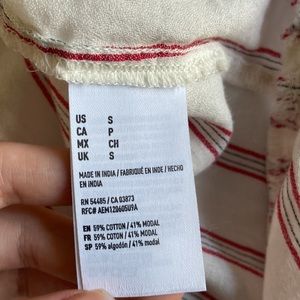 US S
CA P
MX CH
UK S
MADE IN INDIA / FABRIQUÉ EN INDE / HECHO
EN INDIA
RN 54485 / CA 03873
RFC# AEM120605U9A
EN 59% COTTON / 41% MODAL
FR 59% COTON / 41% MODAL
SP 59% algodón / 41% modal